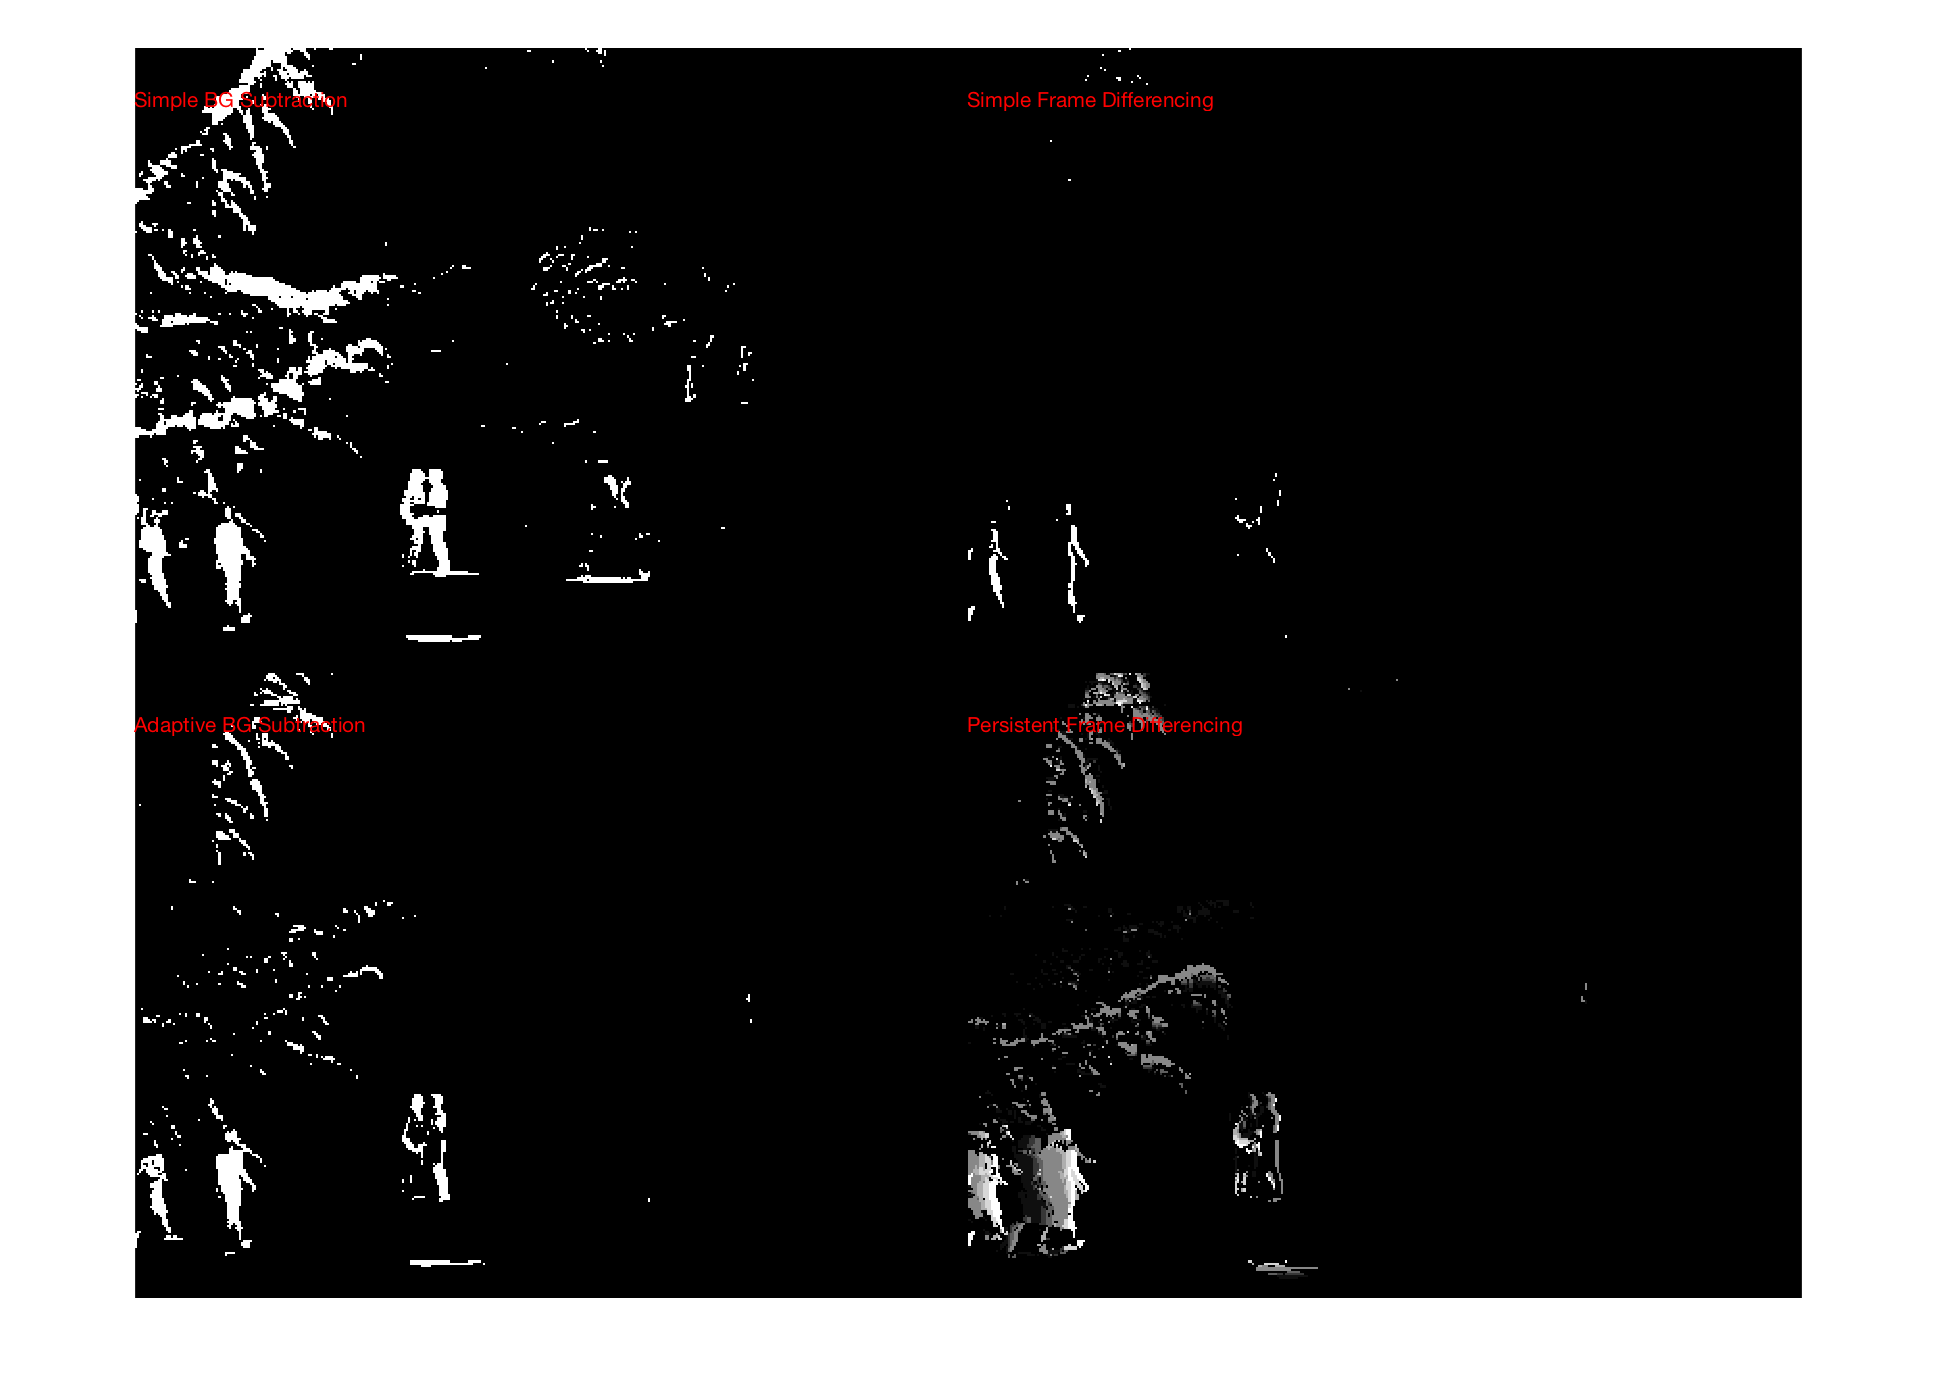 Simple BG Subtraction
Simple Frame Differencing
Adaptive BG Subtraction
Persistent Frame Differencing